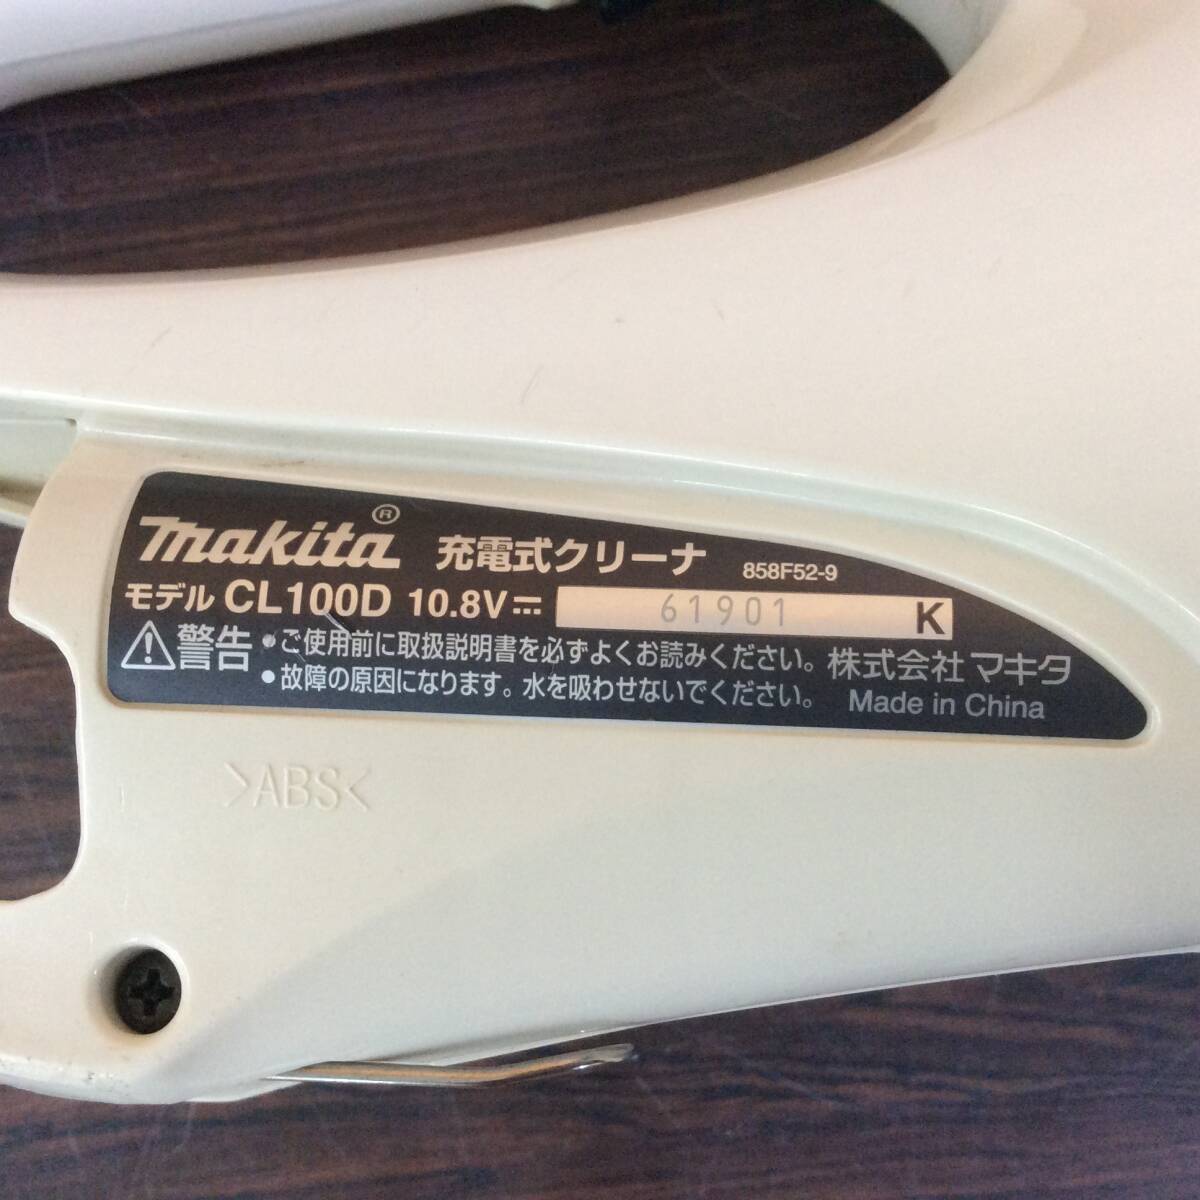 makita® 充電式クリーナ 858F52-9
モデル CL100D 10.8V⎓ 61901 K
⚠警告 •ご使用前に取扱説明書を必ずよくお読みください。 株式会社 マキタ
•故障の原因になります。水を吸わせないでください。 Made in China
>ABS<